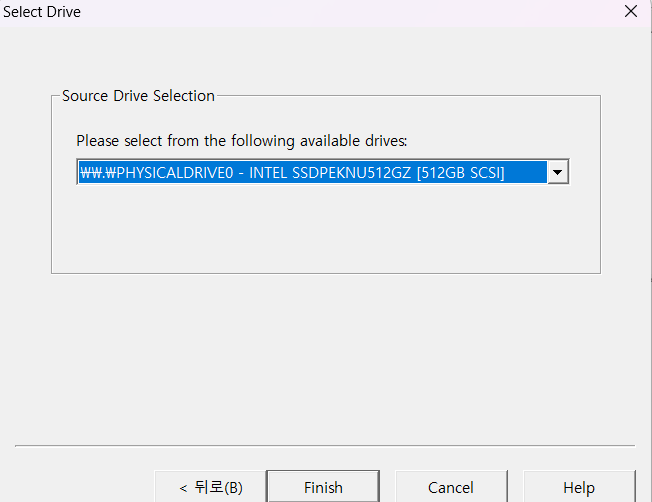 Select Drive
Source Drive Selection
Please select from the following available drives:
₩₩.₩PHYSICALDRIVE0 - INTEL SSDPEKNU512GZ [512GB SCSI]
< 뒤로(B)
Finish
Cancel
Help